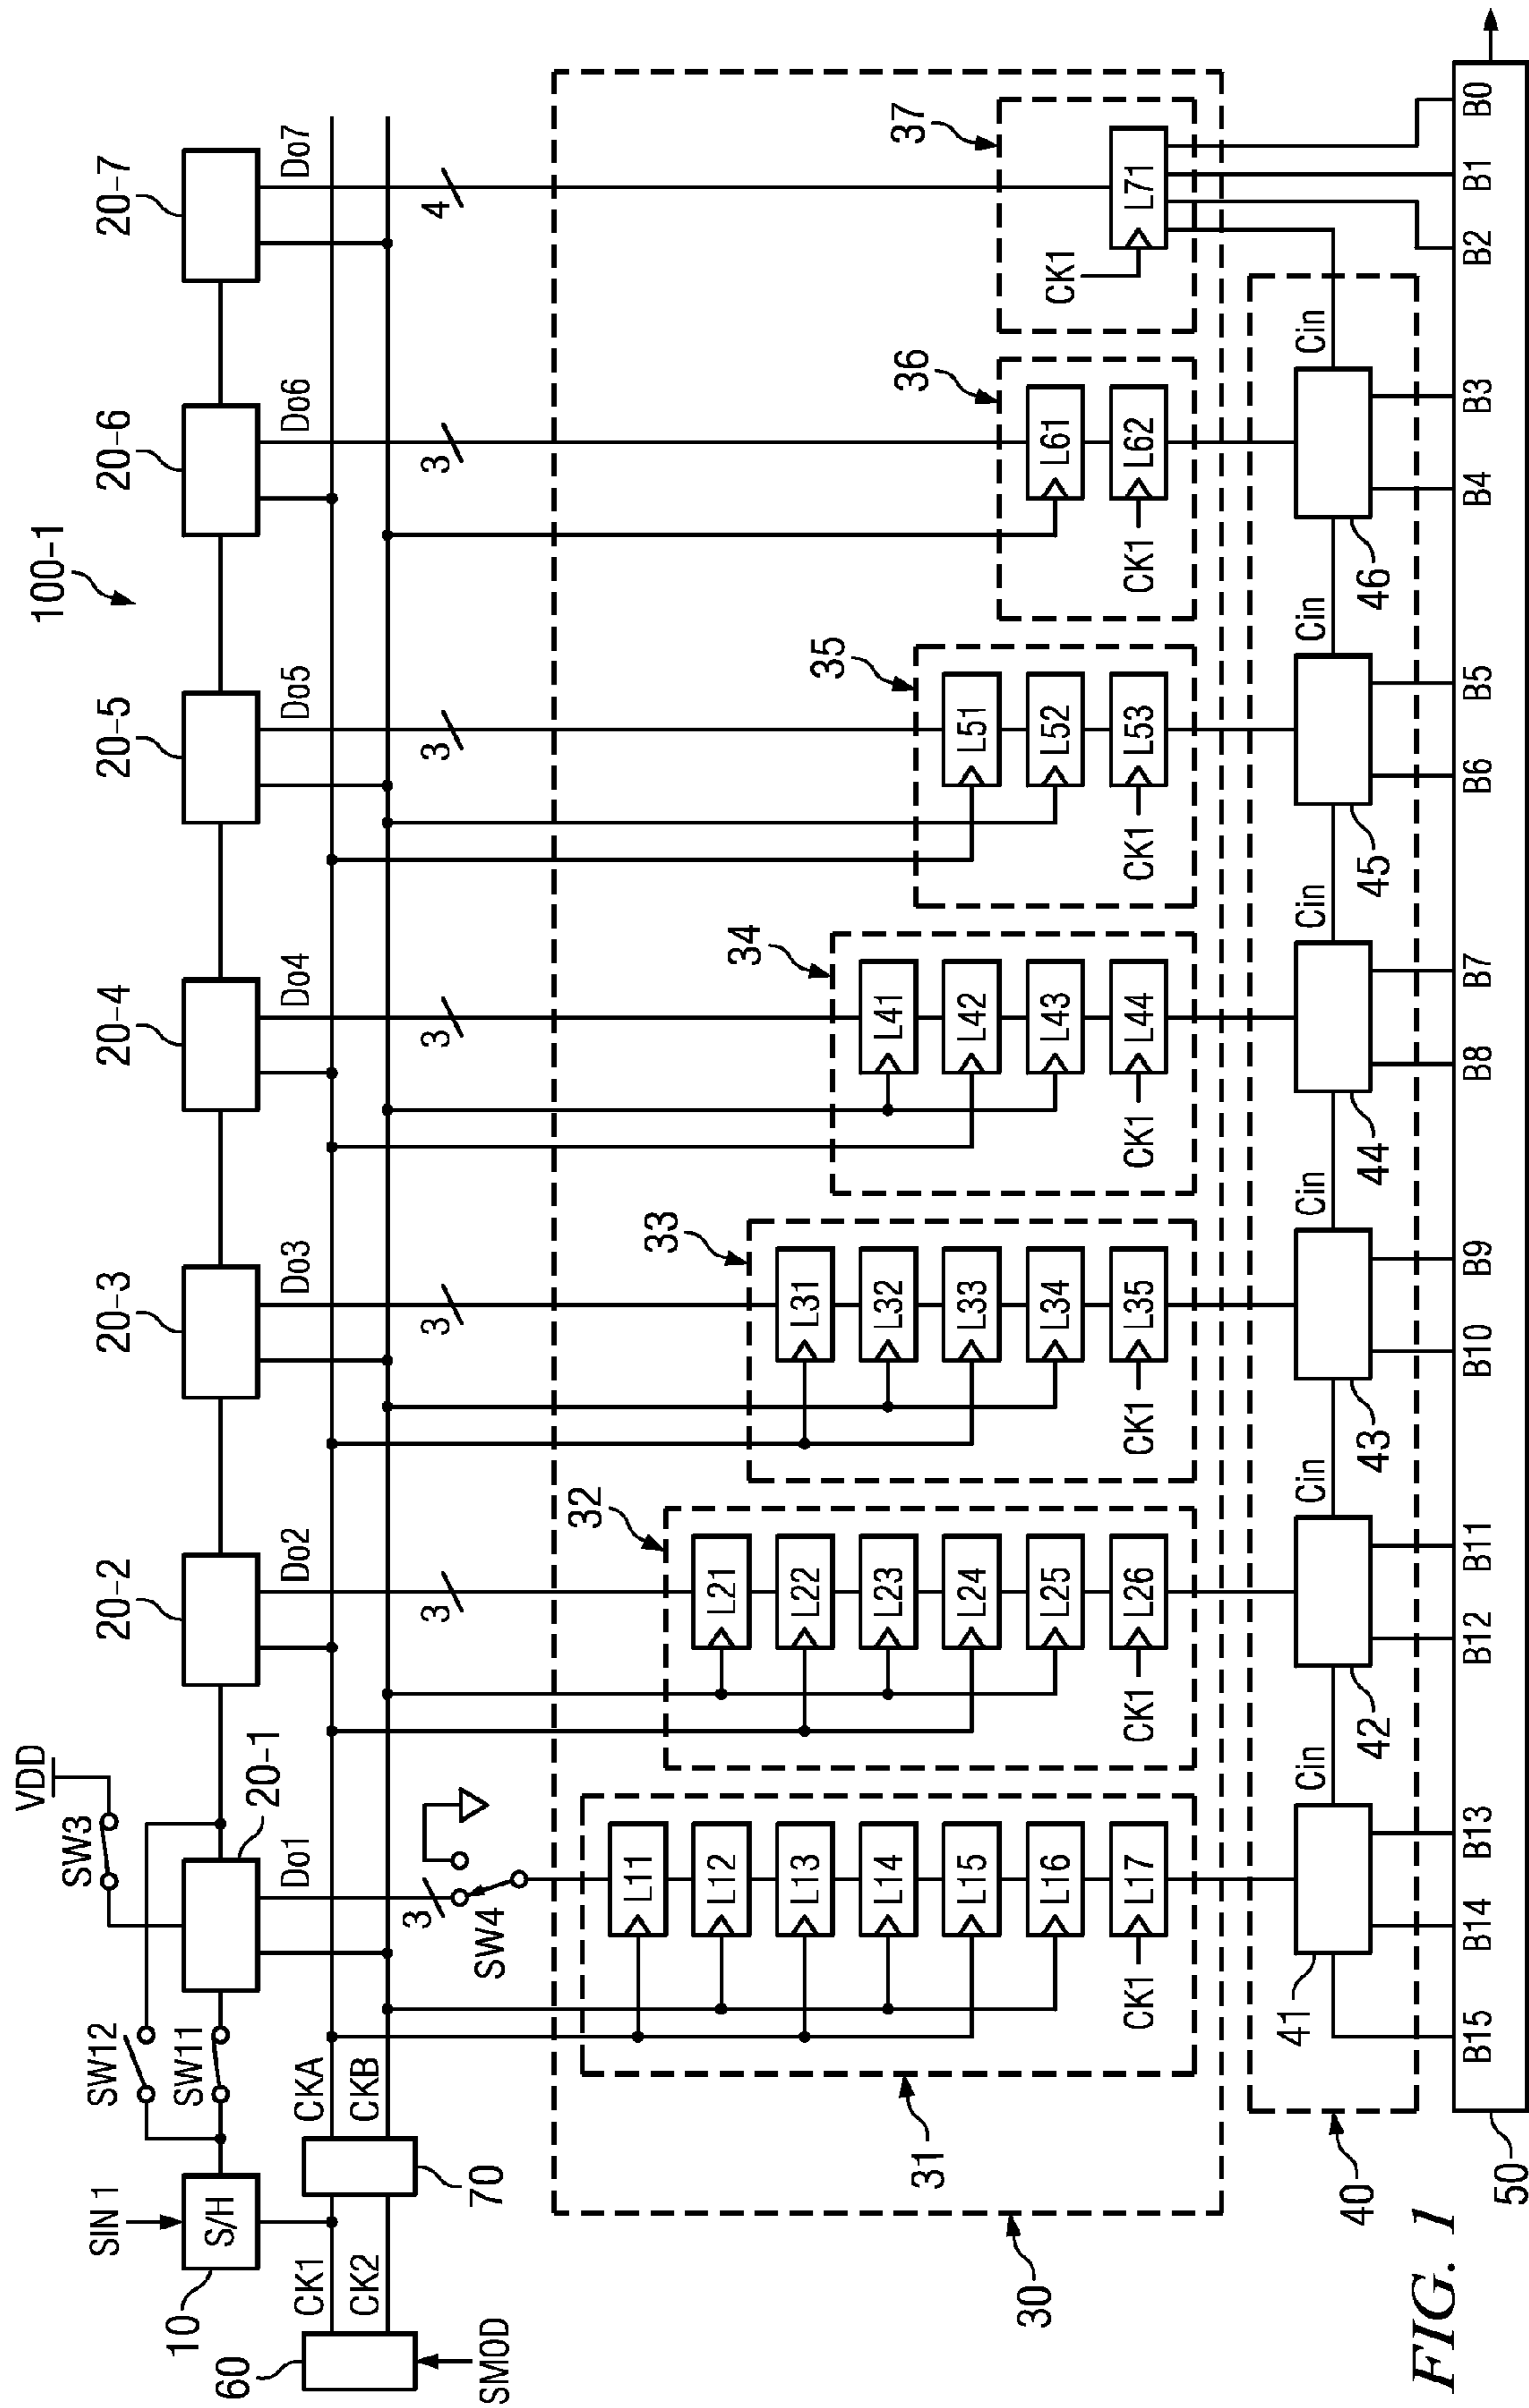 100-1
VDD
SW3
SW12
SW11
SIN 1
S/H
10
20-1
20-2
20-3
20-4
20-5
20-6
20-7
CK1
CK2
CKA
CKB
60
SMOD
70
Do1
Do2
Do3
Do4
Do5
Do6
Do7
3
3
3
3
3
3
4
SW4
30
31
32
33
34
35
36
37
L11
L12
L13
L14
L15
L16
L17
CK1
L21
L22
L23
L24
L25
L26
CK1
L31
L32
L33
L34
L35
CK1
L41
L42
L43
L44
CK1
L51
L52
L53
CK1
L61
L62
CK1
L71
CK1
40
41
Cin
42
Cin
43
Cin
44
Cin
45
Cin
46
Cin
50
B15
B14
B13
B12
B11
B10
B9
B8
B7
B6
B5
B4
B3
B2
B1
B0
FIG. 1